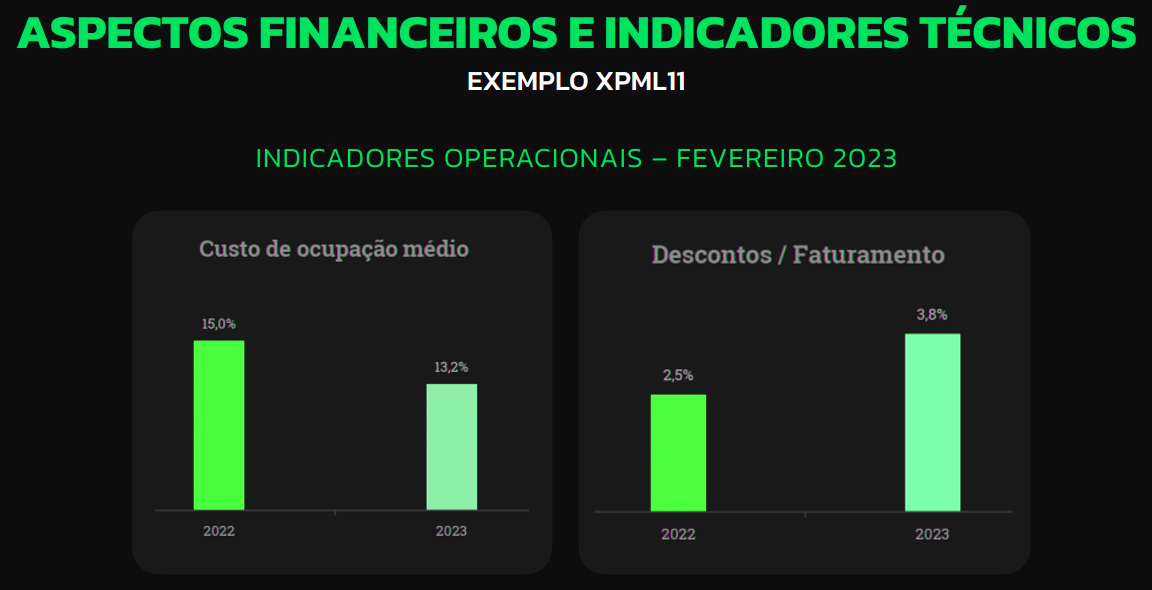 ASPECTOS FINANCEIROS E INDICADORES TÉCNICOS
EXEMPLO XPML11
INDICADORES OPERACIONAIS – FEVEREIRO 2023
Custo de ocupação médio
15,0%
13,2%
2022
2023
Descontos / Faturamento
3,8%
2,5%
2022
2023